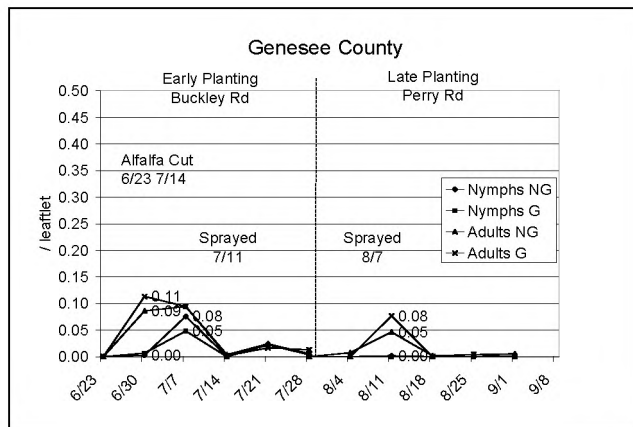 Genesee County
Early Planting
Buckley Rd
Late Planting
Perry Rd
0.50
0.45
0.40
0.35
0.30
0.25
0.20
0.15
0.10
0.05
0.00
/ leaftlet
Alfalfa Cut
6/23 7/14
Sprayed
7/11
Sprayed
8/7
Nymphs NG
Nymphs G
Adults NG
Adults G
0.11
0.09
0.08
0.05
0.00
0.08
0.05
0.00
6/23
6/30
7/7
7/14
7/21
7/28
8/4
8/11
8/18
8/25
9/1
9/8